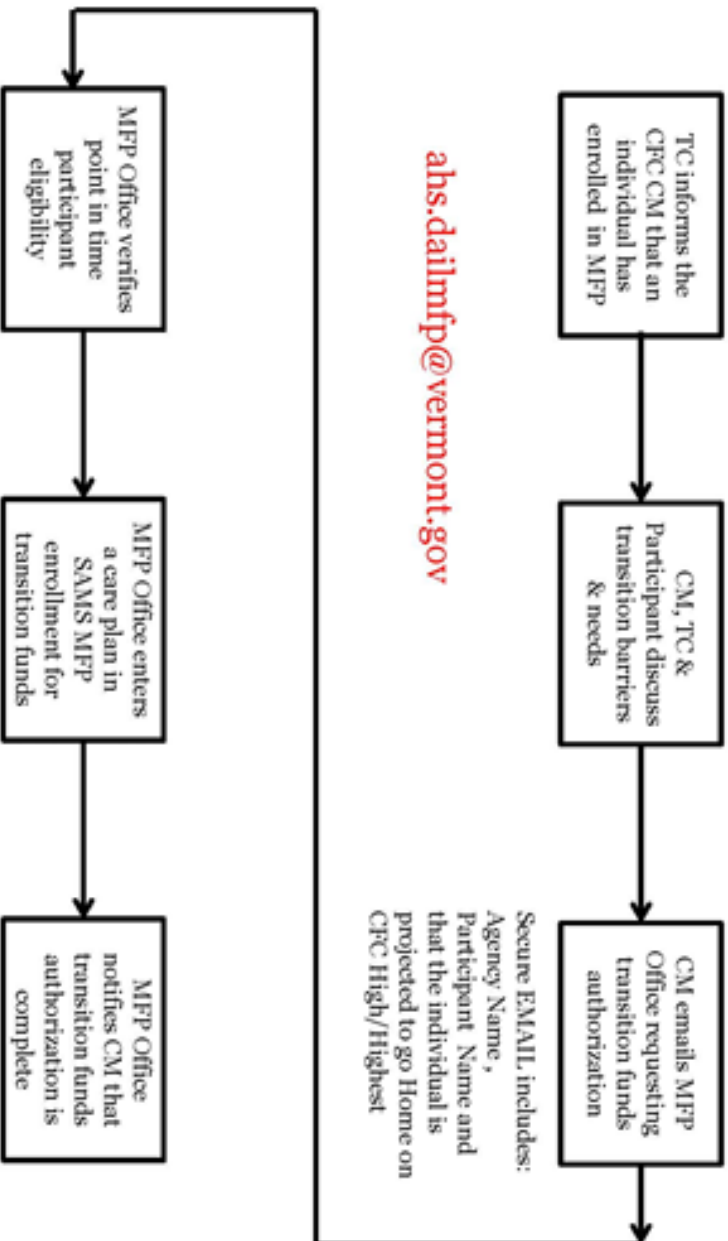 TC informs the
CFC CM that an
individual has
enrolled in MFP
CM, TC &
Participant discuss
transition barriers
& needs
CM emails MFP
Office requesting
transition funds
authorization
ahs.dailmfp@vermont.gov
Secure EMAIL includes:
Agency Name ,
Participant Name and
that the individual is
projected to go Home on
CFC High/Highest
MFP Office verifies
point in time
participant
eligibility
MFP Office enters
a care plan in
SAMS MFP
enrollment for
transition funds
MFP Office
notifies CM that
transition funds
authorization is
complete